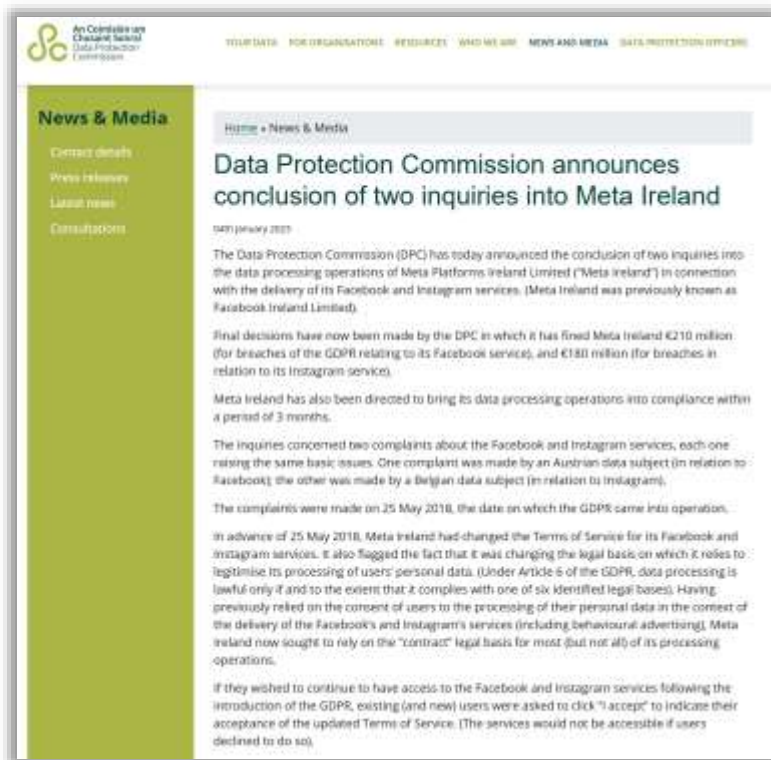 An Coimisiún um
Chosaint Sonraí
Data Protection
Commission
YOUR DATA FOR ORGANISATIONS RESOURCES WHO WE ARE NEWS AND MEDIA DATA PROTECTION OFFICERS
News & Media
Contact details
Press releases
Latest news
Consultations
Home » News & Media
Data Protection Commission announces
conclusion of two inquiries into Meta Ireland
04th January 2023
The Data Protection Commission (DPC) has today announced the conclusion of two inquiries into
the data processing operations of Meta Platforms Ireland Limited ("Meta Ireland") in connection
with the delivery of its Facebook and Instagram services. (Meta Ireland was previously known as
Facebook Ireland Limited).
Final decisions have now been made by the DPC in which it has fined Meta Ireland €210 million
(for breaches of the GDPR relating to its Facebook service), and €180 million (for breaches in
relation to its Instagram service).
Meta Ireland has also been directed to bring its data processing operations into compliance within
a period of 3 months.
The inquiries concerned two complaints about the Facebook and Instagram services, each one
raising the same basic issues. One complaint was made by an Austrian data subject (in relation to
Facebook); the other was made by a Belgian data subject (in relation to Instagram).
The complaints were made on 25 May 2018, the date on which the GDPR came into operation.
In advance of 25 May 2018, Meta Ireland had changed the Terms of Service for its Facebook and
Instagram services. It also flagged the fact that it was changing the legal basis on which it relies to
legitimise its processing of users' personal data. (Under Article 6 of the GDPR, data processing is
lawful only if and to the extent that it complies with one of six identified legal bases). Having
previously relied on the consent of users to the processing of their personal data in the context of
the delivery of the Facebook's and Instagram's services (including behavioural advertising), Meta
Ireland now sought to rely on the "contract" legal basis for most (but not all) of its processing
operations.
If they wished to continue to have access to the Facebook and Instagram services following the
introduction of the GDPR, existing (and new) users were asked to click "I accept" to indicate their
acceptance of the updated Terms of Service. (The services would not be accessible if users
declined to do so).